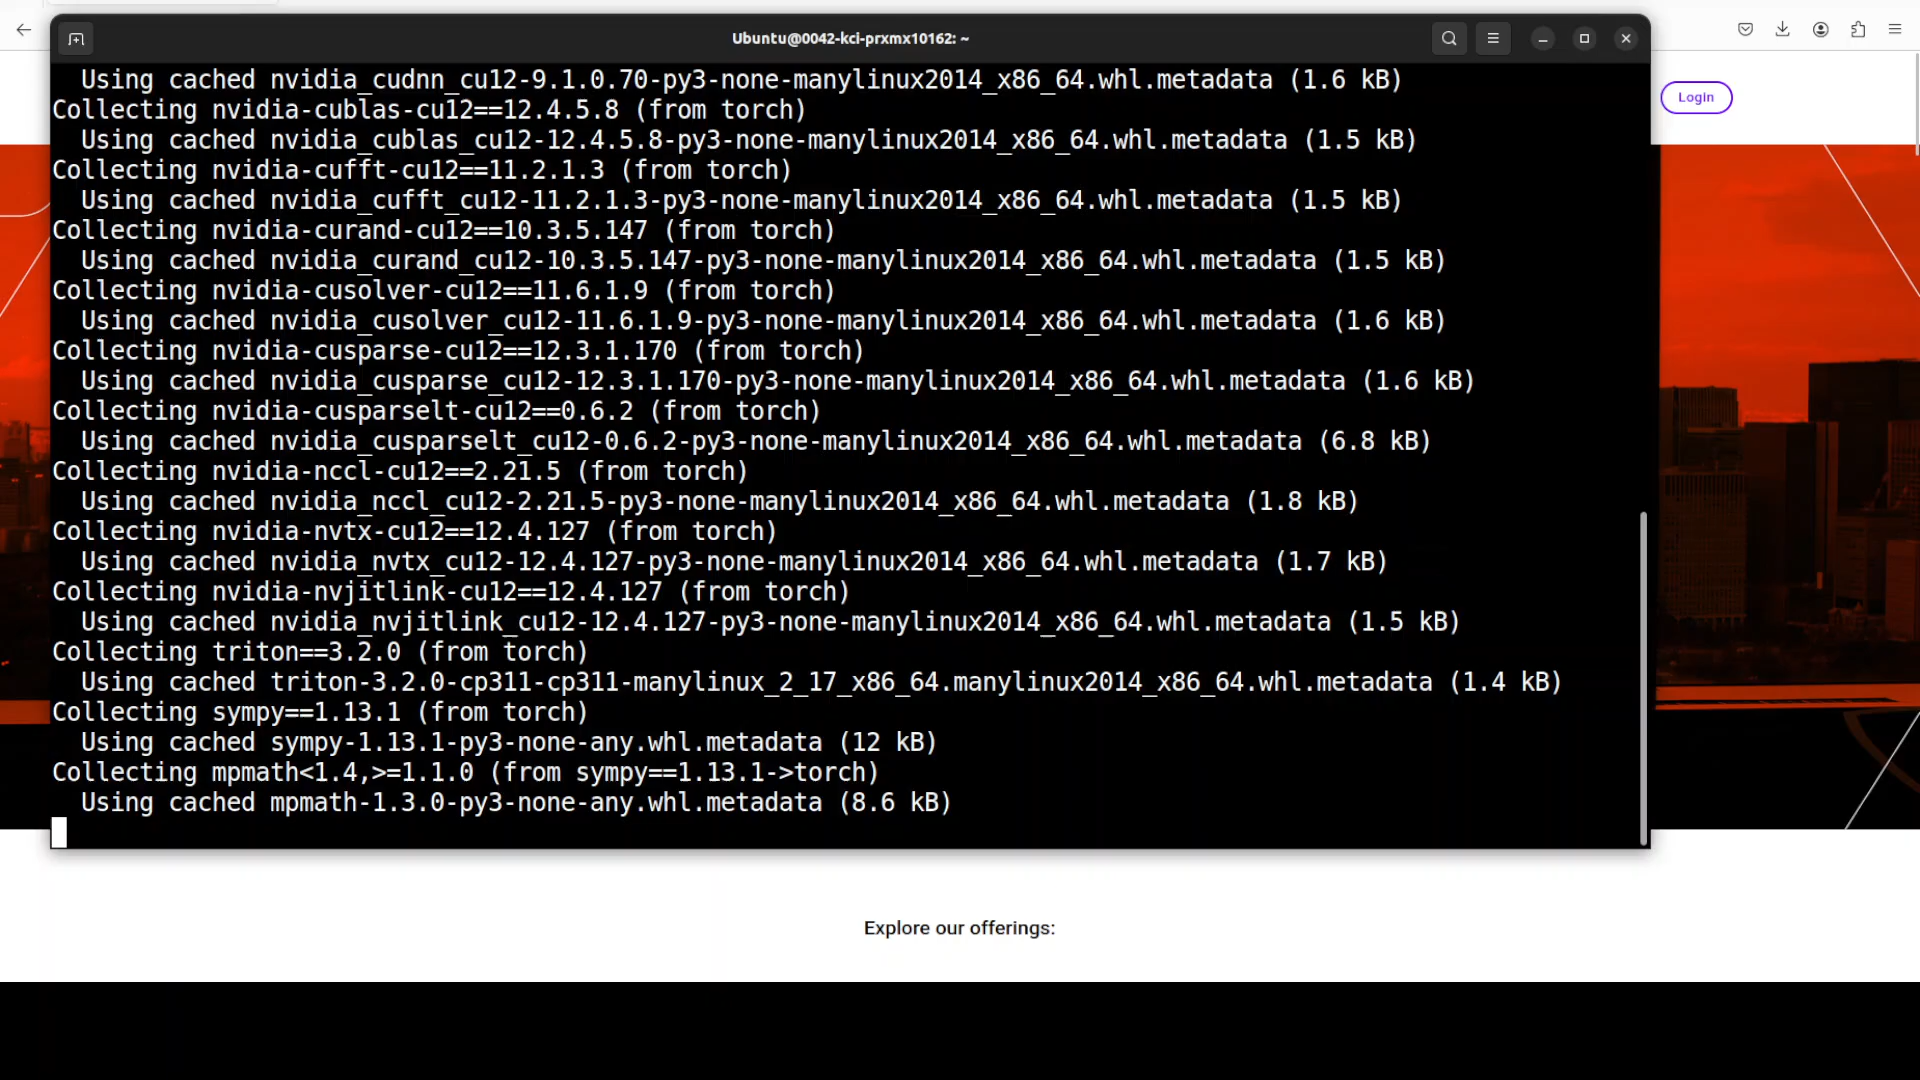 Ubuntu@0042-kci-prxmx10162: ~
Using cached nvidia_cudnn_cu12-9.1.0.70-py3-none-manylinux2014_x86_64.whl.metadata (1.6 kB)
Collecting nvidia-cublas-cu12==12.4.5.8 (from torch)
Using cached nvidia_cublas_cu12-12.4.5.8-py3-none-manylinux2014_x86_64.whl.metadata (1.5 kB)
Collecting nvidia-cufft-cu12==11.2.1.3 (from torch)
Using cached nvidia_cufft_cu12-11.2.1.3-py3-none-manylinux2014_x86_64.whl.metadata (1.5 kB)
Collecting nvidia-curand-cu12==10.3.5.147 (from torch)
Using cached nvidia_curand_cu12-10.3.5.147-py3-none-manylinux2014_x86_64.whl.metadata (1.5 kB)
Collecting nvidia-cusolver-cu12==11.6.1.9 (from torch)
Using cached nvidia_cusolver_cu12-11.6.1.9-py3-none-manylinux2014_x86_64.whl.metadata (1.6 kB)
Collecting nvidia-cusparse-cu12==12.3.1.170 (from torch)
Using cached nvidia_cusparse_cu12-12.3.1.170-py3-none-manylinux2014_x86_64.whl.metadata (1.6 kB)
Collecting nvidia-cusparselt-cu12==0.6.2 (from torch)
Using cached nvidia_cusparselt_cu12-0.6.2-py3-none-manylinux2014_x86_64.whl.metadata (6.8 kB)
Collecting nvidia-nccl-cu12==2.21.5 (from torch)
Using cached nvidia_nccl_cu12-2.21.5-py3-none-manylinux2014_x86_64.whl.metadata (1.8 kB)
Collecting nvidia-nvtx-cu12==12.4.127 (from torch)
Using cached nvidia_nvtx_cu12-12.4.127-py3-none-manylinux2014_x86_64.whl.metadata (1.7 kB)
Collecting nvidia-nvjitlink-cu12==12.4.127 (from torch)
Using cached nvidia_nvjitlink_cu12-12.4.127-py3-none-manylinux2014_x86_64.whl.metadata (1.5 kB)
Collecting triton==3.2.0 (from torch)
Using cached triton-3.2.0-cp311-cp311-manylinux_2_17_x86_64.manylinux2014_x86_64.whl.metadata (1.4 kB)
Collecting sympy==1.13.1 (from torch)
Using cached sympy-1.13.1-py3-none-any.whl.metadata (12 kB)
Collecting mpmath<1.4,>=1.1.0 (from sympy==1.13.1->torch)
Using cached mpmath-1.3.0-py3-none-any.whl.metadata (8.6 kB)
Login
Explore our offerings: